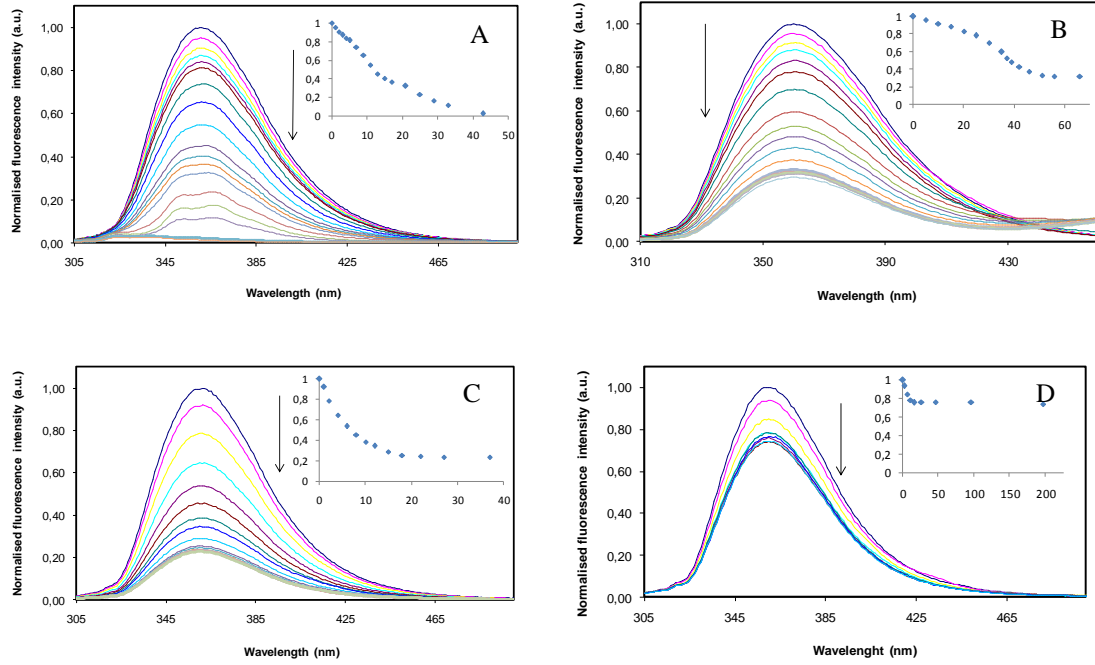 A
Normalised fluorescence intensity (a.u.)
1,00
0,80
0,60
0,40
0,20
0,00
305 345 385 425 465
Wavelength (nm)
1
0,8
0,6
0,4
0,2
0
0 10 20 30 40 50
B
Normalised fluorescence intensity (a.u.)
1,00
0,80
0,60
0,40
0,20
0,00
310 350 390 430
Wavelength (nm)
1
0,8
0,6
0,4
0,2
0
0 20 40 60
C
Normalised fluorescence intensity (a.u.)
1,00
0,80
0,60
0,40
0,20
0,00
305 345 385 425 465
Wavelength (nm)
1
0,8
0,6
0,4
0,2
0
0 10 20 30 40
D
Normalised fluorescence intensity (a.u.)
1,00
0,80
0,60
0,40
0,20
0,00
305 345 385 425 465
Wavelenght (nm)
1
0,8
0,6
0,4
0,2
0
0 50 100 150 200